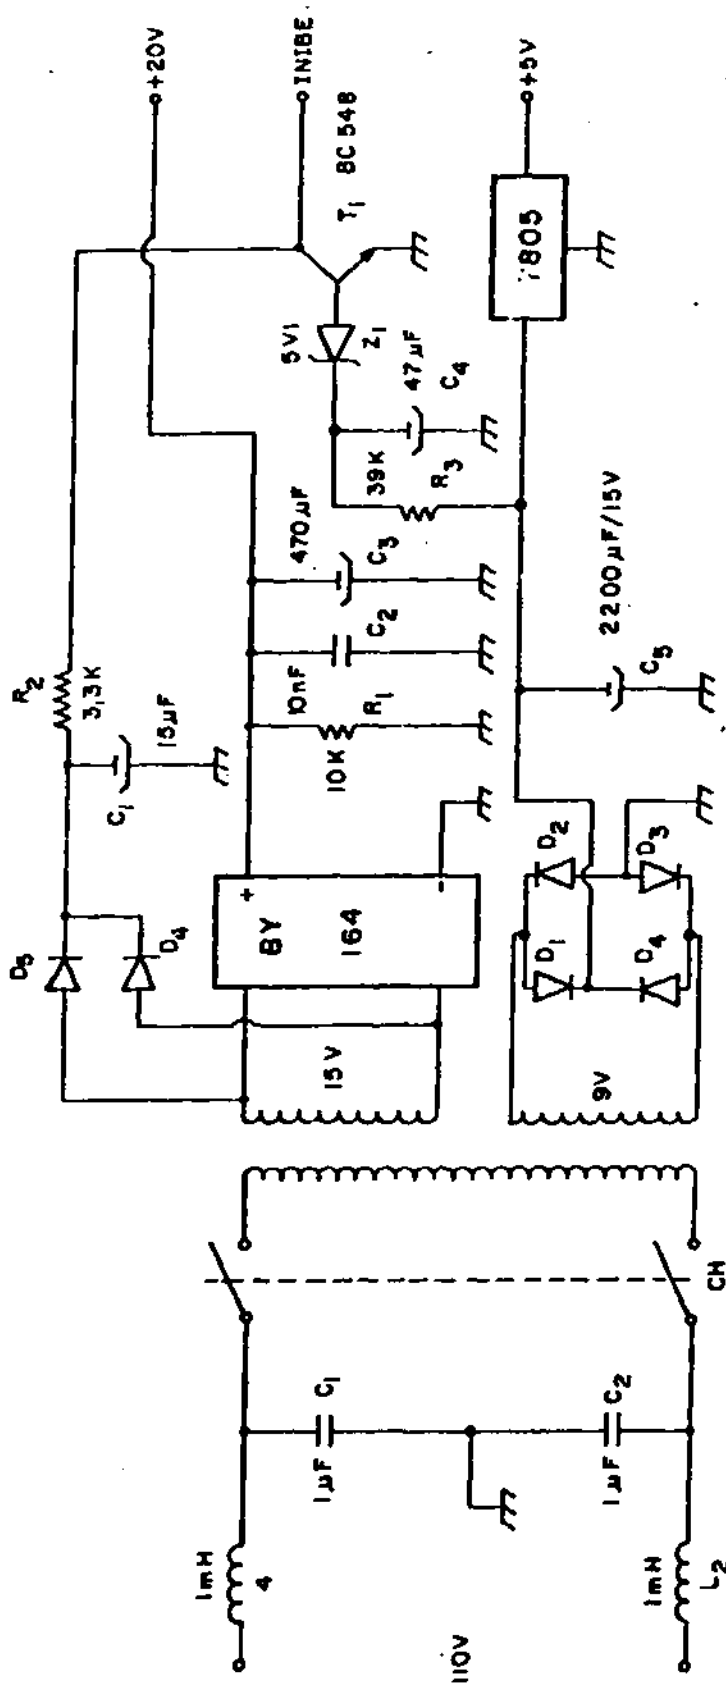 +20V
INIBE
T1 BC 548
5V1
Z1
47 µF
C4
39K
R3
+5V
7805
R2
3,3K
15µF
C1
470µF
C3
10nF
C2
10K
R1
2200µF/15V
C5
D5
D4
+
BY
164
-
15V
9V
D1
D2
D3
D4
CH
1mH
4
1µF
C1
1µF
C2
110V
1mH
L2